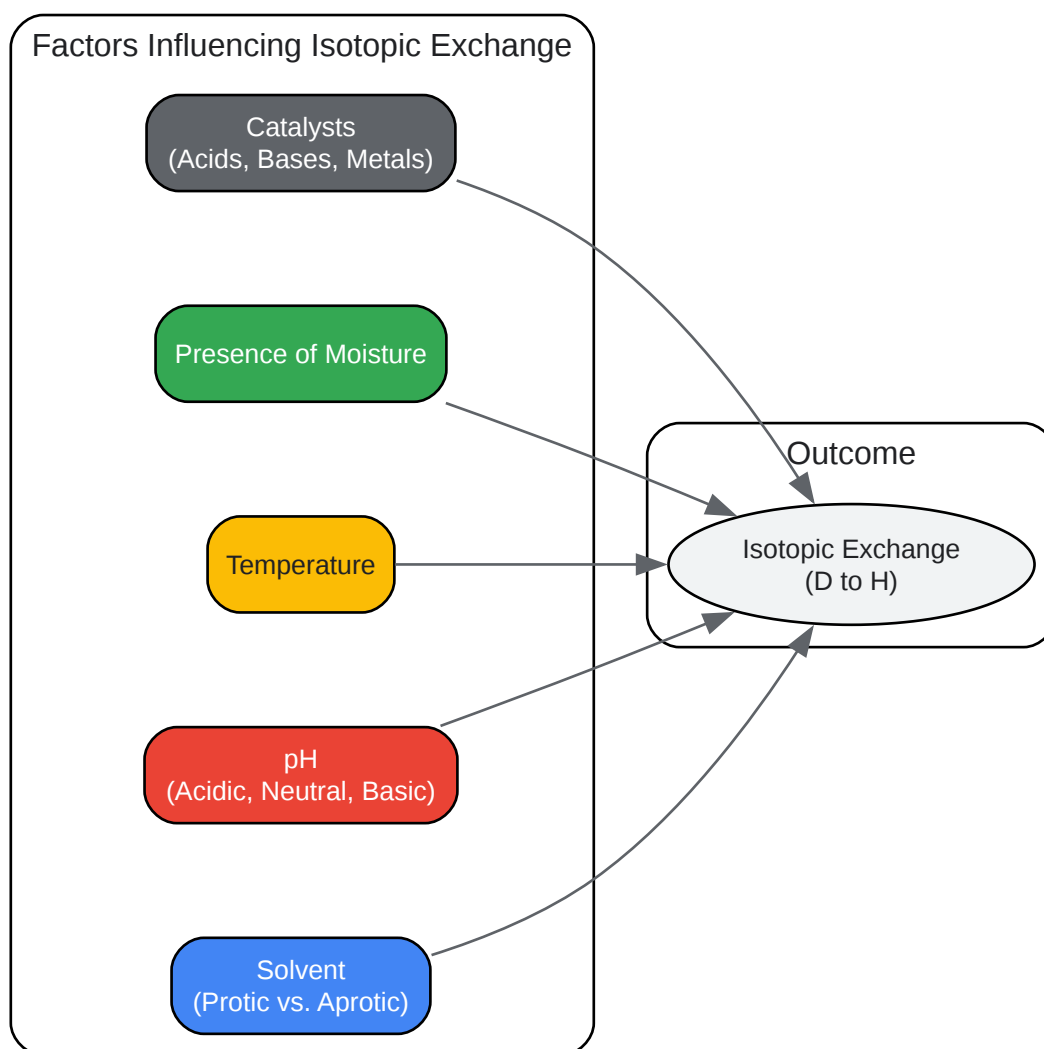 Factors Influencing Isotopic Exchange
Catalysts
(Acids, Bases, Metals)
Presence of Moisture
Temperature
pH
(Acidic, Neutral, Basic)
Solvent
(Protic vs. Aprotic)
Outcome
Isotopic Exchange
(D to H)